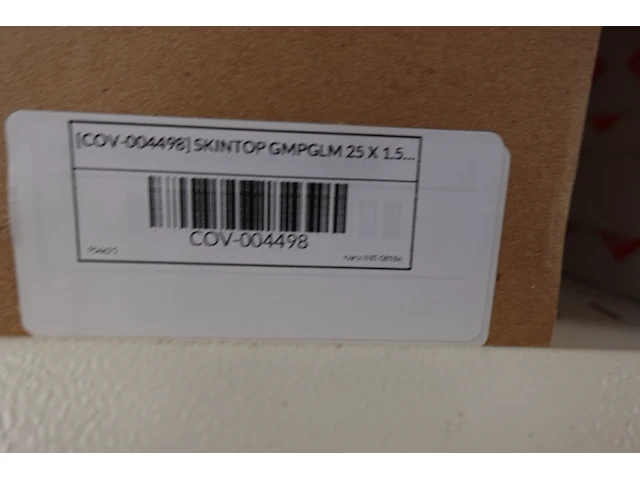 [COV-004498] SKINTOP GMPGLM 25 X 1.5...
COV-004498